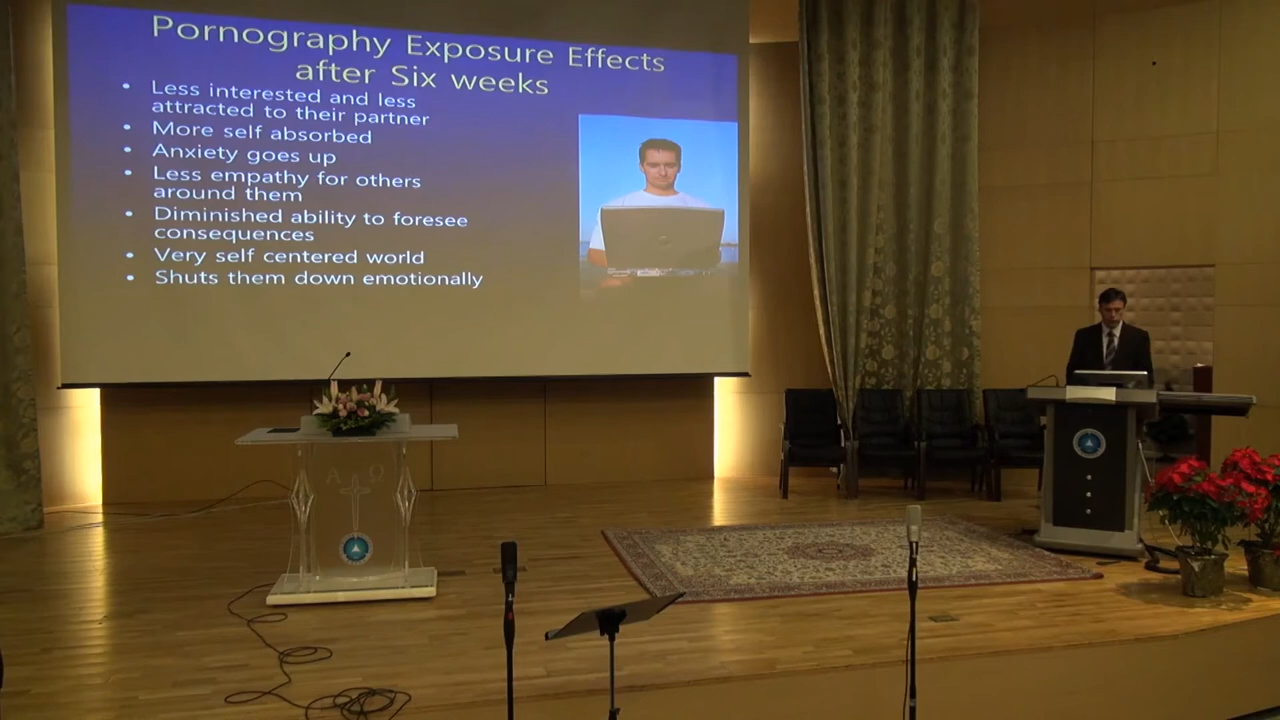 Pornography Exposure Effects
after Six weeks
• Less interested and less
attracted to their partner
• More self absorbed
• Anxiety goes up
• Less empathy for others
around them
• Diminished ability to foresee
consequences
• Very self centered world
• Shuts them down emotionally
Α Ω